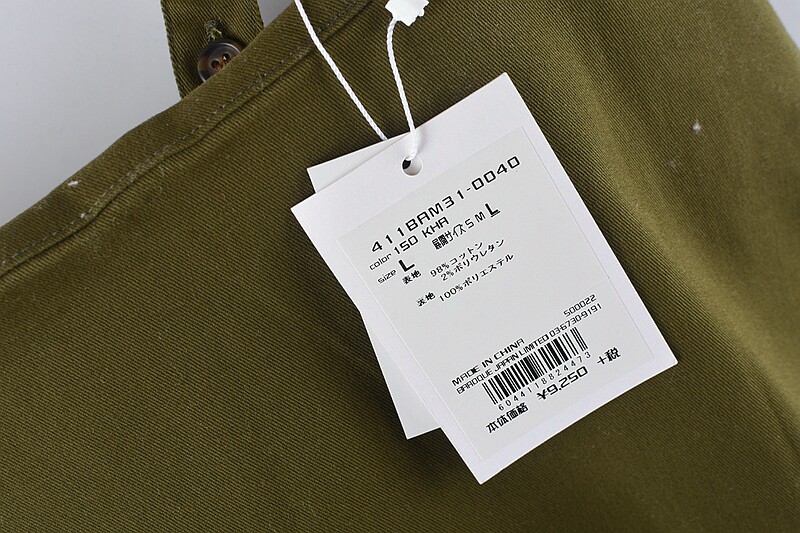 411BAM31-0040
color 150 KHA
size L 展開サイズ S M L
表地 98%コットン
2%ポリウレタン
裏地 100%ポリエステル
500022
MADE IN CHINA
BAROQUE JAPAN LIMITED 03-6730-9191
6044118824473
本体価格 ¥9,250 +税